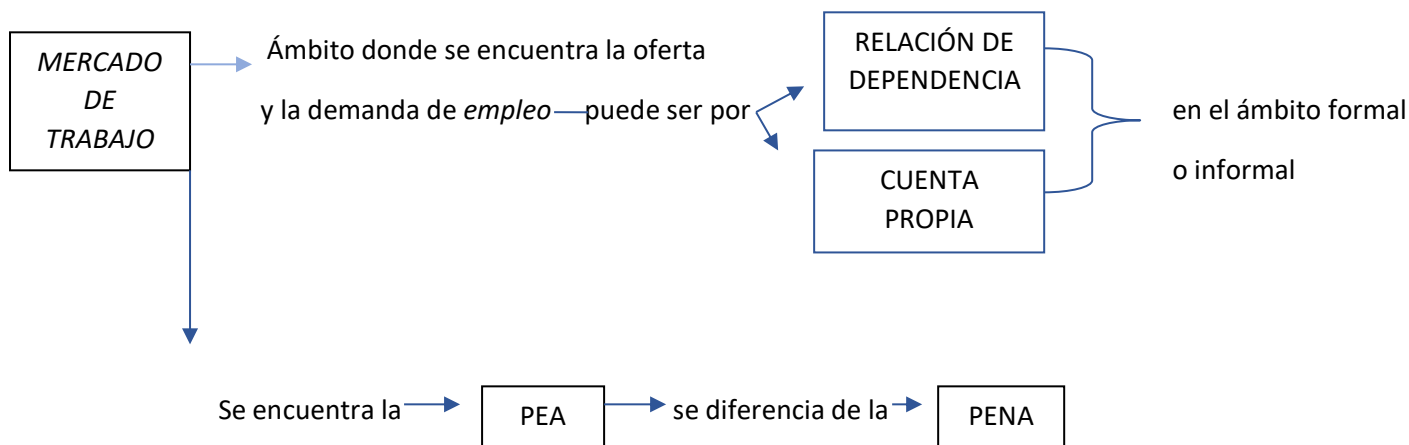 MERCADO
DE
TRABAJO
Ámbito donde se encuentra la oferta
y la demanda de empleo puede ser por
RELACIÓN DE
DEPENDENCIA
CUENTA
PROPIA
en el ámbito formal
o informal
Se encuentra la PEA se diferencia de la PENA